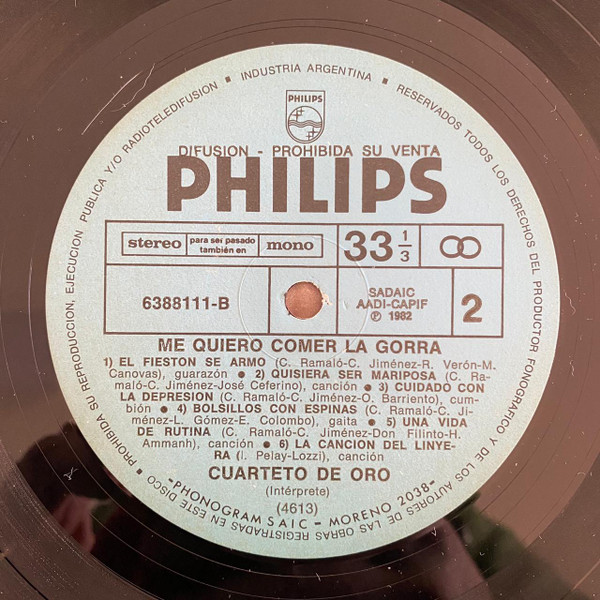 INDUSTRIA ARGENTINA ■ RESERVADOS TODOS LOS DERECHOS DEL PRODUCTOR FONOGRAFICO Y DE LOS AUTORES DE LAS OBRAS REGISTRADAS EN ESTE DISCO ■ PROHIBIDA SU REPRODUCCION, EJECUCION PUBLICA Y/O RADIOTELEDIFUSION ■
PHILIPS
DIFUSION - PROHIBIDA SU VENTA
PHILIPS
stereo para ser pasado también en mono 33 1/3
6388111-B
SADAIC
AADI-CAPIF
Ⓟ 1982
2
ME QUIERO COMER LA GORRA
1) EL FIESTON SE ARMO (C. Ramaló-C. Jiménez-R. Verón-M.
Canovas), guarazón ● 2) QUISIERA SER MARIPOSA (C. Ra-
maló-C. Jiménez-José Ceferino), canción ● 3) CUIDADO CON
LA DEPRESION (C. Ramaló-C. Jiménez-O. Barriento), cum-
bión ● 4) BOLSILLOS CON ESPINAS (C. Ramaló-C. Ji-
ménez-L. Gómez-E. Colombo), gaita ● 5) UNA VIDA
DE RUTINA (C. Ramaló-C. Jiménez-Don Filinto-H.
Ammanh), canción ● 6) LA CANCION DEL LINYE-
RA (I. Pelay-Lozzi), canción
CUARTETO DE ORO
(Intérprete)
(4613)
-PHONOGRAM SAIC - MORENO 2038-